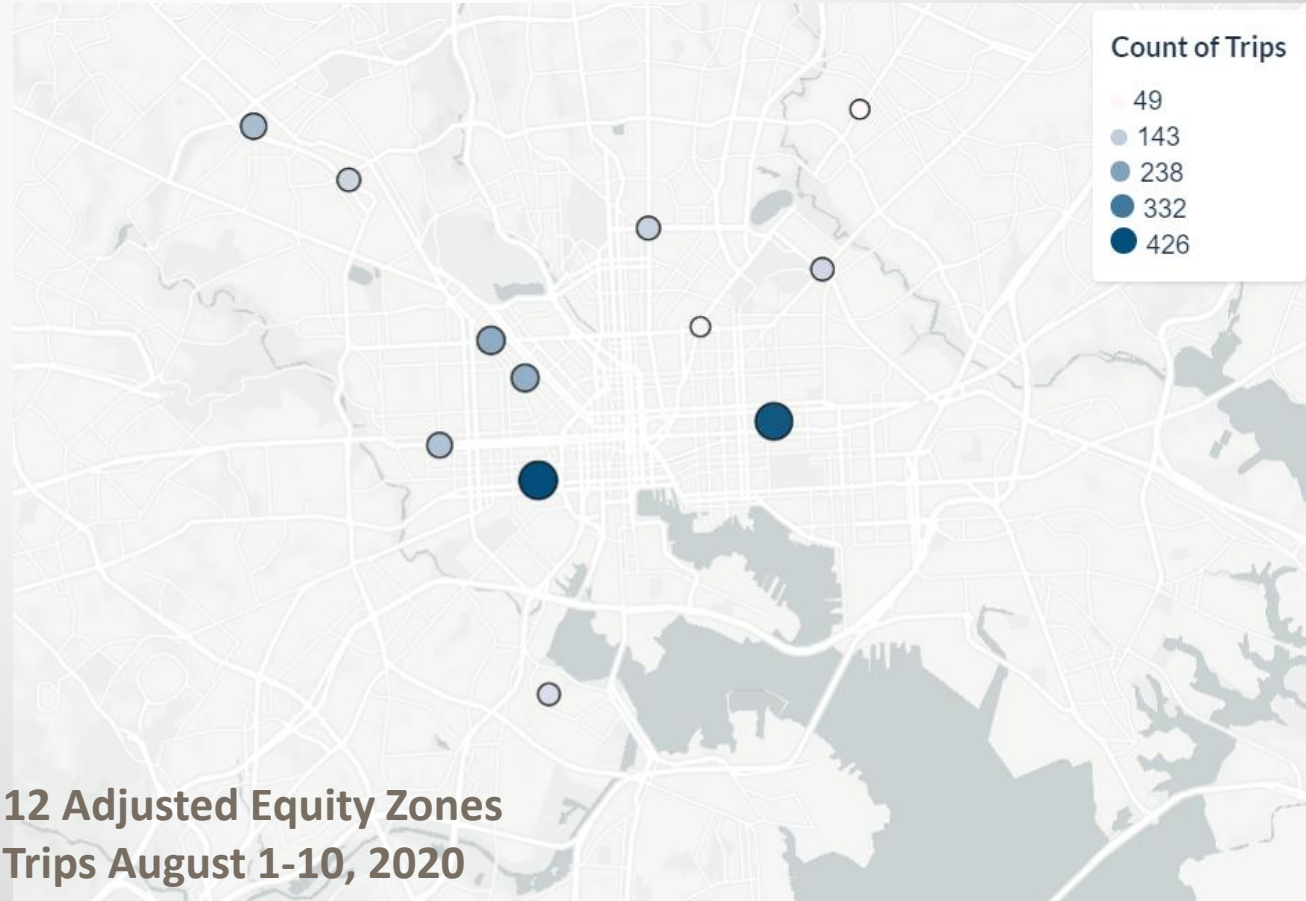 Count of Trips
49
143
238
332
426
12 Adjusted Equity Zones
Trips August 1-10, 2020